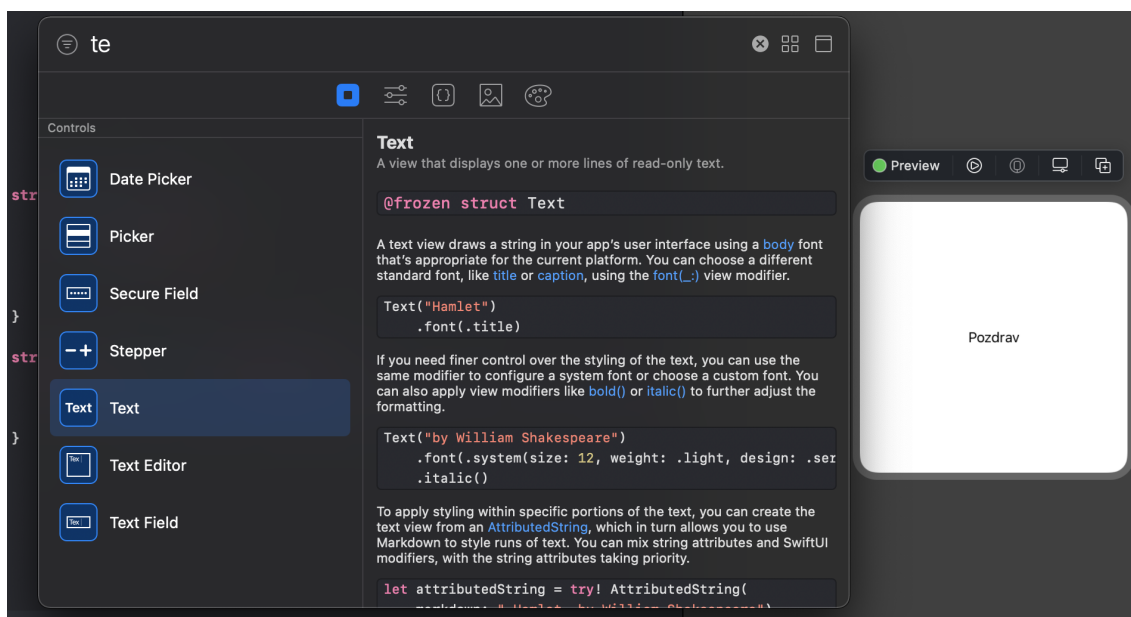 te
Controls
Date Picker
Picker
Secure Field
Stepper
Text Text
Text Editor
Text Field
Text
A view that displays one or more lines of read-only text.
@frozen struct Text
A text view draws a string in your app's user interface using a body font
that's appropriate for the current platform. You can choose a different
standard font, like title or caption, using the font(_:) view modifier.
Text("Hamlet")
.font(.title)
If you need finer control over the styling of the text, you can use the
same modifier to configure a system font or choose a custom font. You
can also apply view modifiers like bold() or italic() to further adjust the
formatting.
Text("by William Shakespeare")
.font(.system(size: 12, weight: .light, design: .ser
.italic()
To apply styling within specific portions of the text, you can create the
text view from an AttributedString, which in turn allows you to use
Markdown to style runs of text. You can mix string attributes and SwiftUI
modifiers, with the string attributes taking priority.
let attributedString = try! AttributedString(
str
}
str
}
Preview
Pozdrav